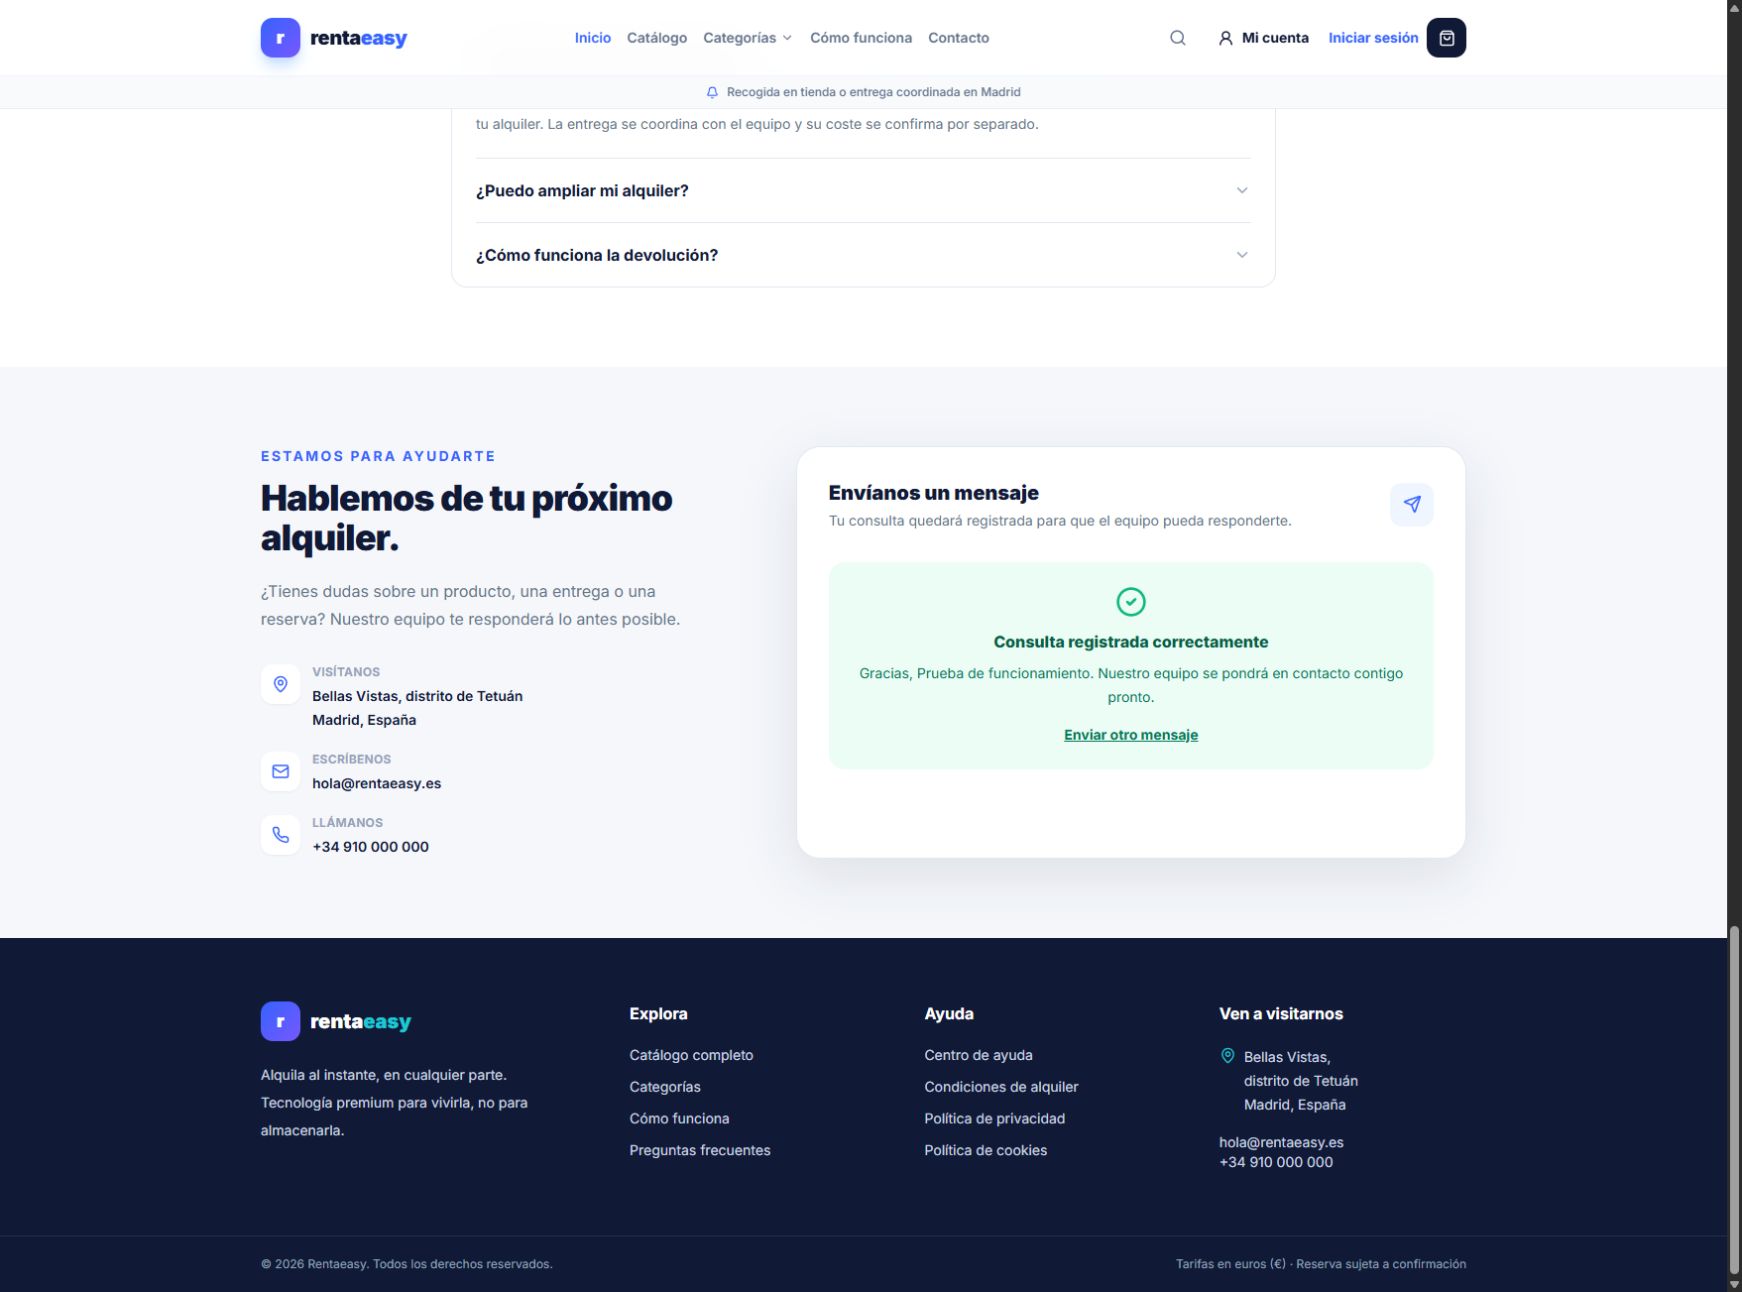 r rentaeasy
Inicio Catálogo Categorías Cómo funciona Contacto
Mi cuenta Iniciar sesión
Recogida en tienda o entrega coordinada en Madrid
tu alquiler. La entrega se coordina con el equipo y su coste se confirma por separado.
¿Puedo ampliar mi alquiler?
¿Cómo funciona la devolución?
ESTAMOS PARA AYUDARTE
Hablemos de tu próximo
alquiler.
¿Tienes dudas sobre un producto, una entrega o una
reserva? Nuestro equipo te responderá lo antes posible.
VISÍTANOS
Bellas Vistas, distrito de Tetuán
Madrid, España
ESCRÍBENOS
hola@rentaeasy.es
LLÁMANOS
+34 910 000 000
Envíanos un mensaje
Tu consulta quedará registrada para que el equipo pueda responderte.
Consulta registrada correctamente
Gracias, Prueba de funcionamiento. Nuestro equipo se pondrá en contacto contigo
pronto.
Enviar otro mensaje
r rentaeasy
Alquila al instante, en cualquier parte.
Tecnología premium para vivirla, no para
almacenarla.
Explora
Catálogo completo
Categorías
Cómo funciona
Preguntas frecuentes
Ayuda
Centro de ayuda
Condiciones de alquiler
Política de privacidad
Política de cookies
Ven a visitarnos
Bellas Vistas,
distrito de Tetuán
Madrid, España
hola@rentaeasy.es
+34 910 000 000
© 2026 Rentaeasy. Todos los derechos reservados.
Tarifas en euros (€) · Reserva sujeta a confirmación